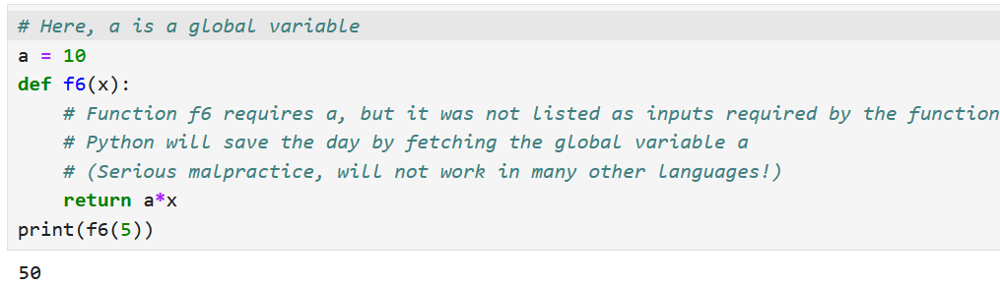 # Here, a is a global variable
a = 10
def f6(x):
    # Function f6 requires a, but it was not listed as inputs required by the function
    # Python will save the day by fetching the global variable a
    # (Serious malpractice, will not work in many other languages!)
    return a*x
print(f6(5))
50